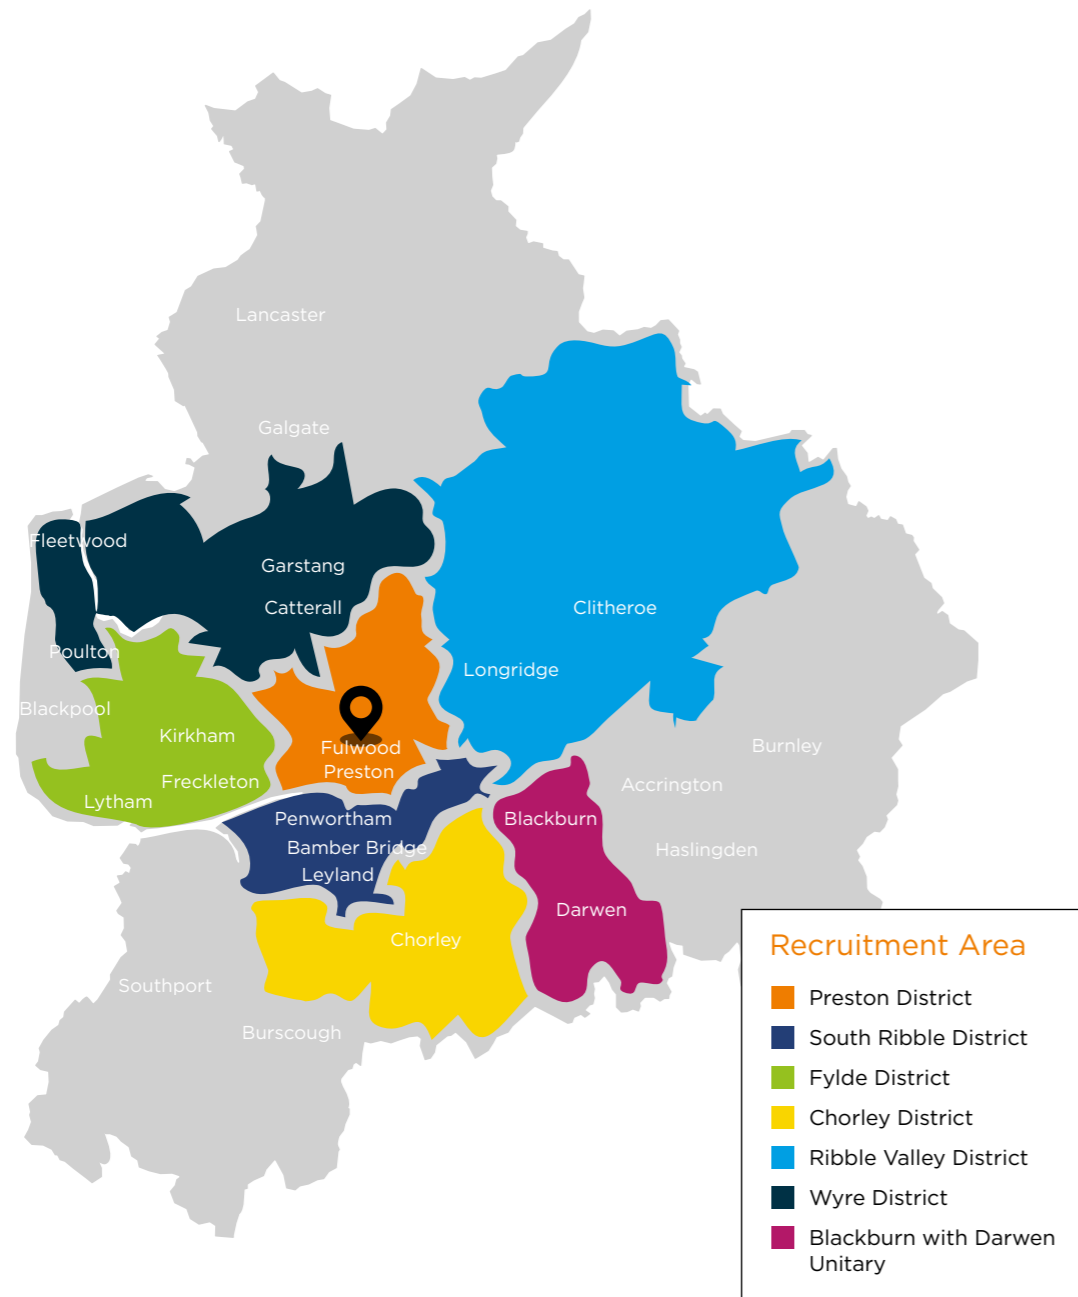 Lancaster
Galgate
Fleetwood
Garstang
Catterall
Clitheroe
Poulton
Longridge
Blackpool
Kirkham
Fulwood
Burnley
Preston
Freckleton
Accrington
Lytham
Penwortham
Blackburn
Bamber Bridge
Haslingden
Leyland
Darwen
Chorley
Southport
Burscough
Recruitment Area
Preston District
South Ribble District
Fylde District
Chorley District
Ribble Valley District
Wyre District
Blackburn with Darwen
Unitary